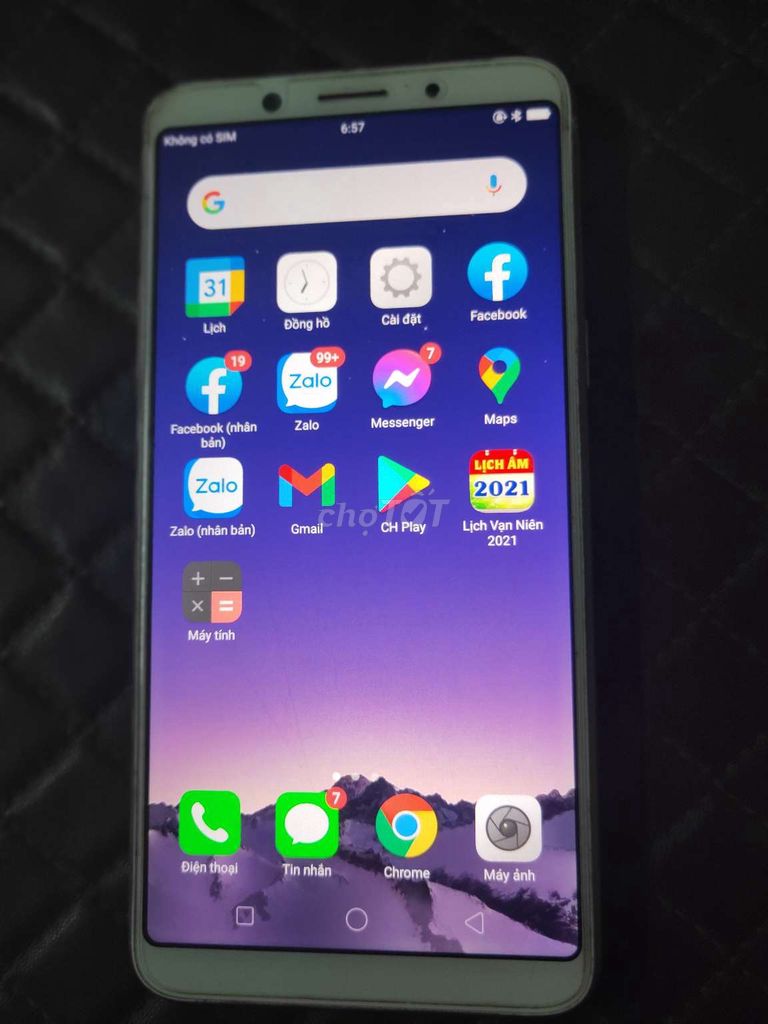 Không có SIM
6:57
31
Lịch
Đồng hồ
Cài đặt
Facebook
19
99+
Zalo
7
Facebook (nhân
bản)
Zalo
Messenger
Maps
Zalo
LỊCH ÂM
2021
Zalo (nhân bản)
Gmail
CH Play
Lịch Vạn Niên
2021
chợTỐT
Máy tính
7
Điện thoại
Tin nhắn
Chrome
Máy ảnh